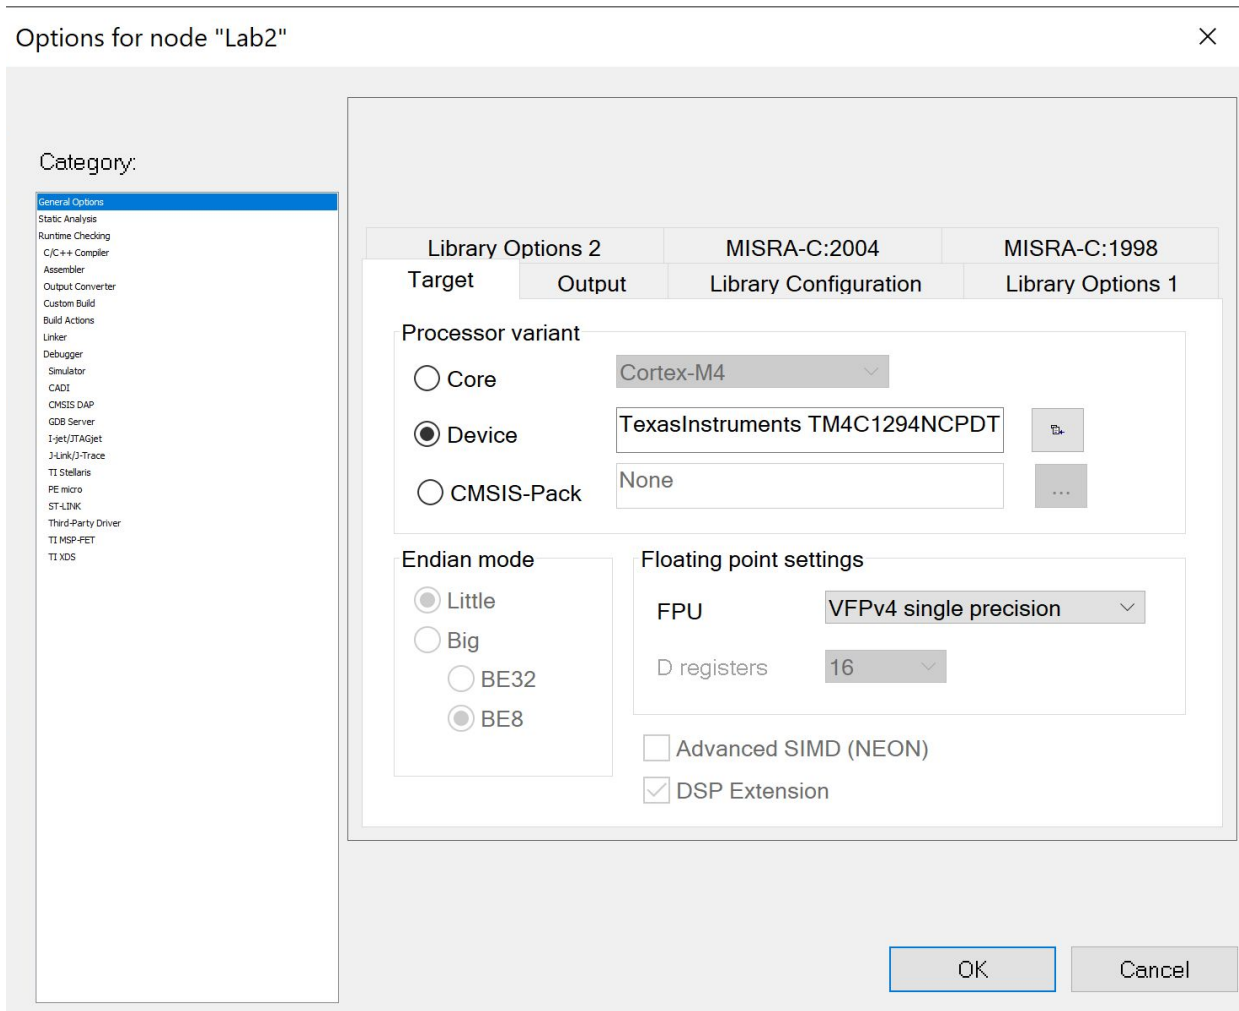 Options for node "Lab2"
Category:
General Options
Static Analysis
Runtime Checking
C/C++ Compiler
Assembler
Output Converter
Custom Build
Build Actions
Linker
Debugger
Simulator
CADI
CMSIS DAP
GDB Server
I-jet/JTAGjet
J-Link/J-Trace
TI Stellaris
PE micro
ST-LINK
Third-Party Driver
TI MSP-FET
TI XDS
Library Options 2 MISRA-C:2004 MISRA-C:1998
Target Output Library Configuration Library Options 1
Processor variant
Core Cortex-M4
Device TexasInstruments TM4C1294NCPDT
CMSIS-Pack None ...
Endian mode
Little
Big
BE32
BE8
Floating point settings
FPU VFPv4 single precision
D registers 16
Advanced SIMD (NEON)
DSP Extension
OK Cancel